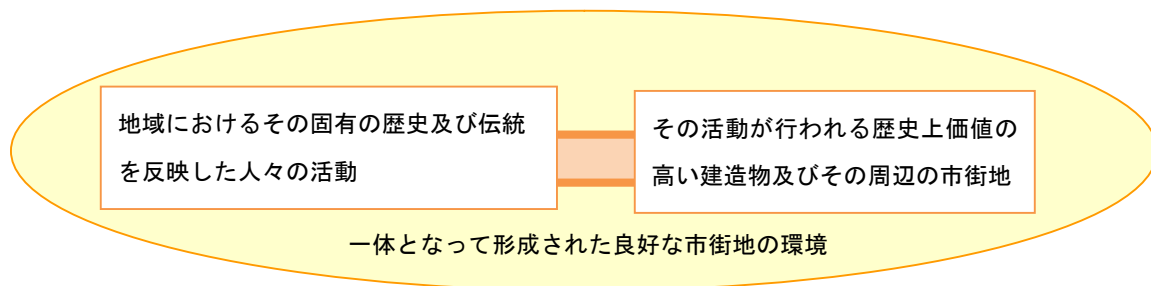 地域におけるその固有の歴史及び伝統
を反映した人々の活動
その活動が行われる歴史上価値の
高い建造物及びその周辺の市街地
一体となって形成された良好な市街地の環境